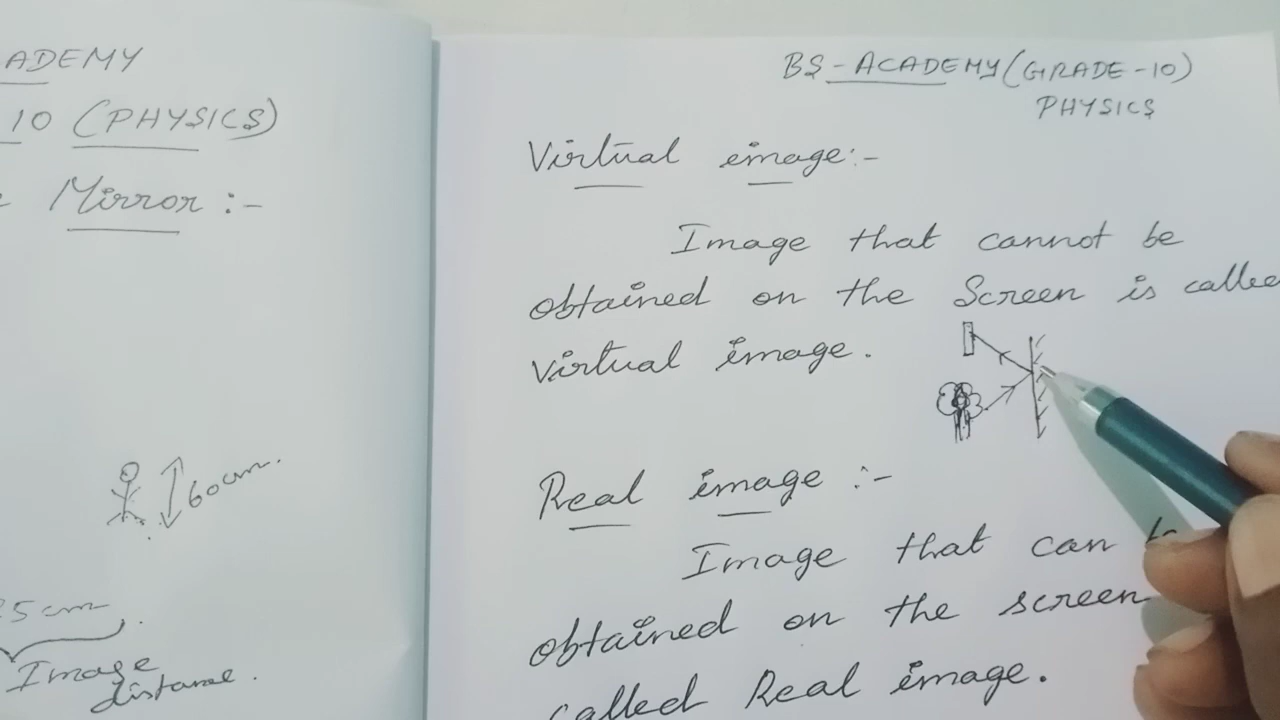 ADEMY
10 (PHYSICS)
Mirror :-
60cm.
5cm
Image
distance.
BS-ACADEMY (GRADE-10)
PHYSICS
Virtual image:-
Image that cannot be
obtained on the Screen is called
virtual image.
Real image :-
Image that can
obtained on the screen
called Real image.